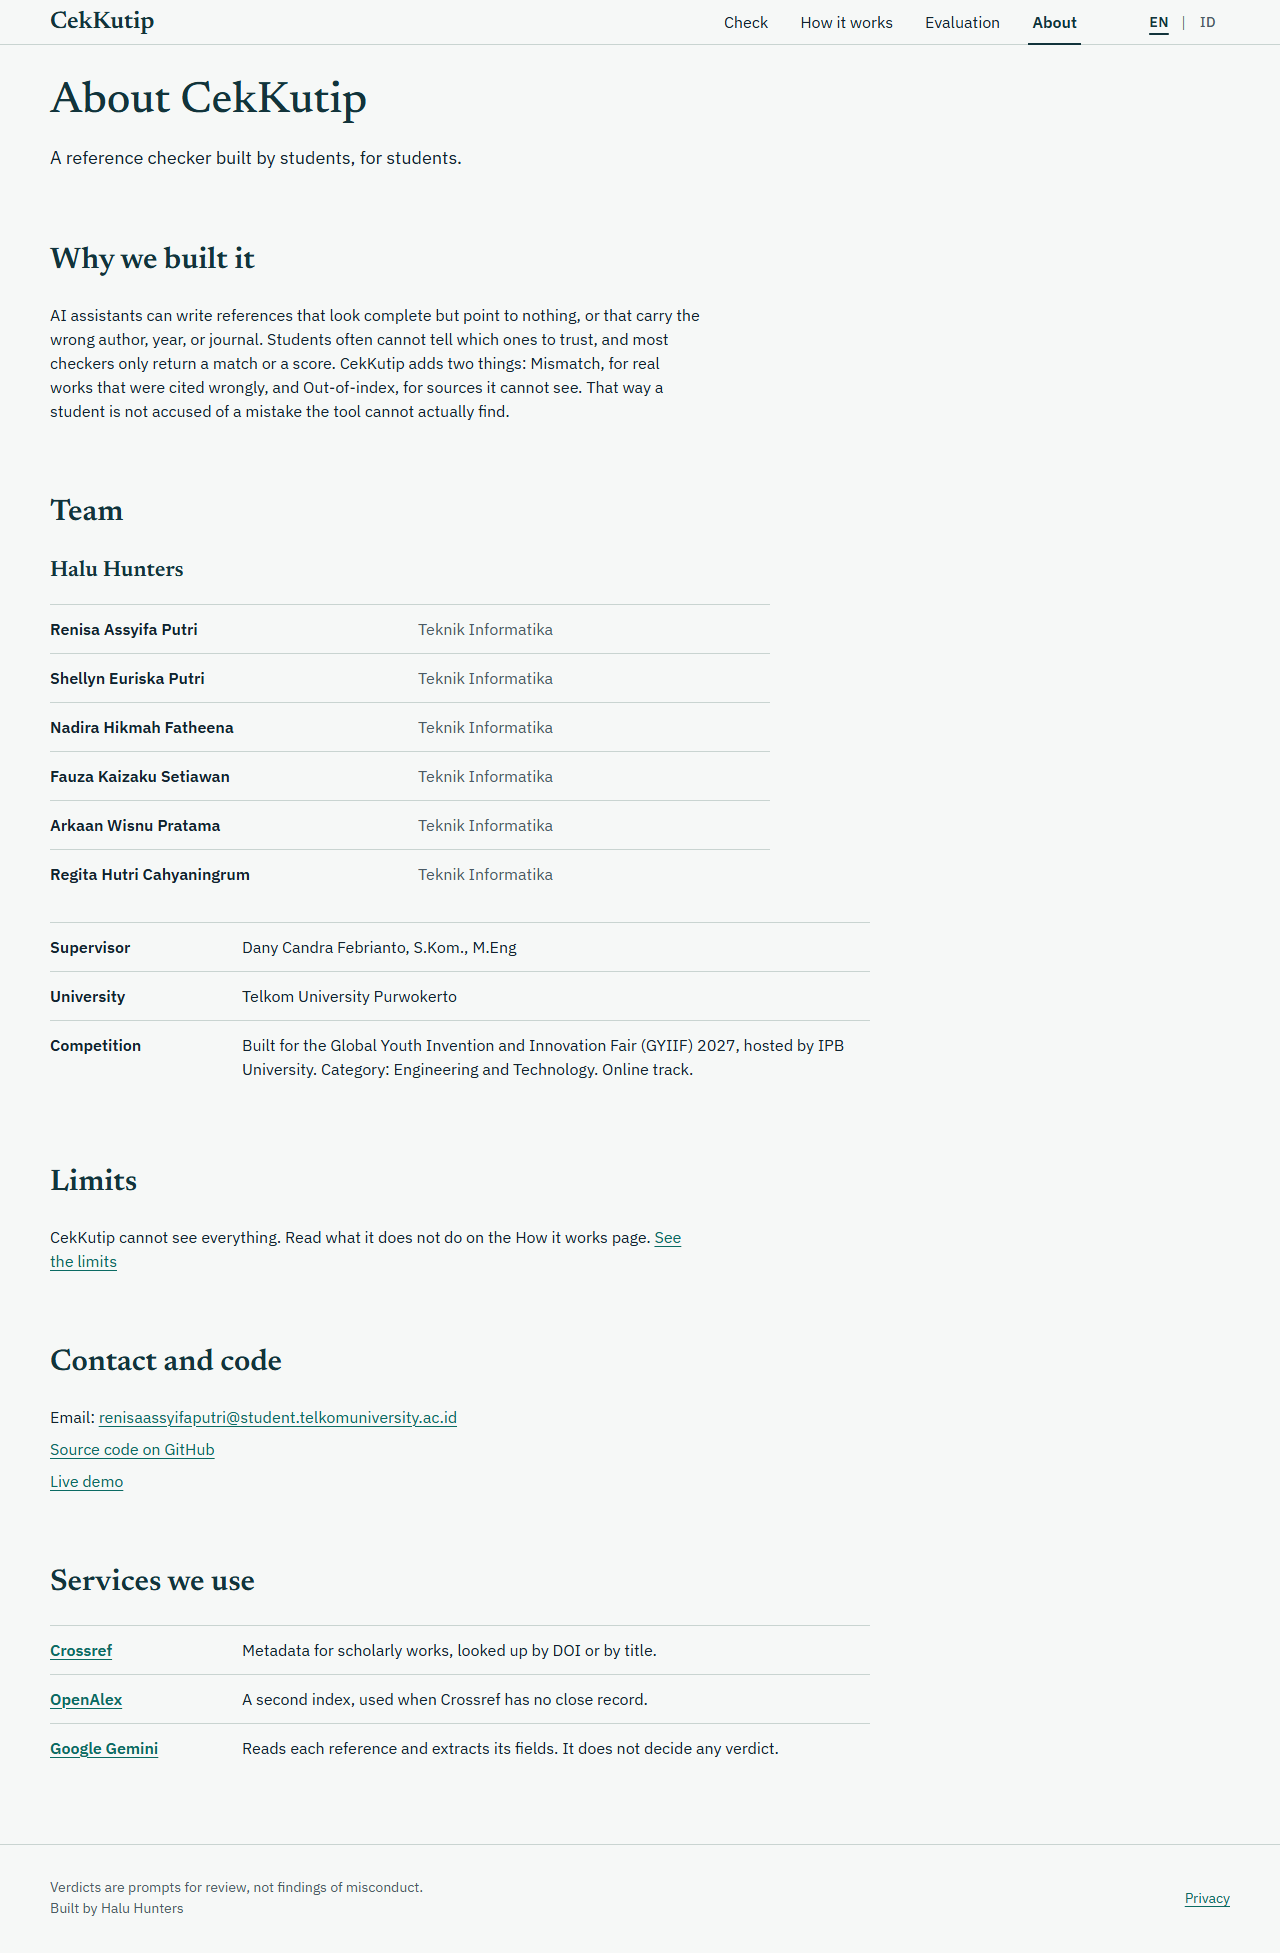 CekKutip
Check How it works Evaluation About EN | ID
About CekKutip
A reference checker built by students, for students.
Why we built it
AI assistants can write references that look complete but point to nothing, or that carry the
wrong author, year, or journal. Students often cannot tell which ones to trust, and most
checkers only return a match or a score. CekKutip adds two things: Mismatch, for real
works that were cited wrongly, and Out-of-index, for sources it cannot see. That way a
student is not accused of a mistake the tool cannot actually find.
Team
Halu Hunters
Renisa Assyifa Putri Teknik Informatika
Shellyn Euriska Putri Teknik Informatika
Nadira Hikmah Fatheena Teknik Informatika
Fauza Kaizaku Setiawan Teknik Informatika
Arkaan Wisnu Pratama Teknik Informatika
Regita Hutri Cahyaningrum Teknik Informatika
Supervisor Dany Candra Febrianto, S.Kom., M.Eng
University Telkom University Purwokerto
Competition Built for the Global Youth Invention and Innovation Fair (GYIIF) 2027, hosted by IPB
University. Category: Engineering and Technology. Online track.
Limits
CekKutip cannot see everything. Read what it does not do on the How it works page. See
the limits
Contact and code
Email: renisaassyifaputri@student.telkomuniversity.ac.id
Source code on GitHub
Live demo
Services we use
Crossref Metadata for scholarly works, looked up by DOI or by title.
OpenAlex A second index, used when Crossref has no close record.
Google Gemini Reads each reference and extracts its fields. It does not decide any verdict.
Verdicts are prompts for review, not findings of misconduct.
Built by Halu Hunters
Privacy